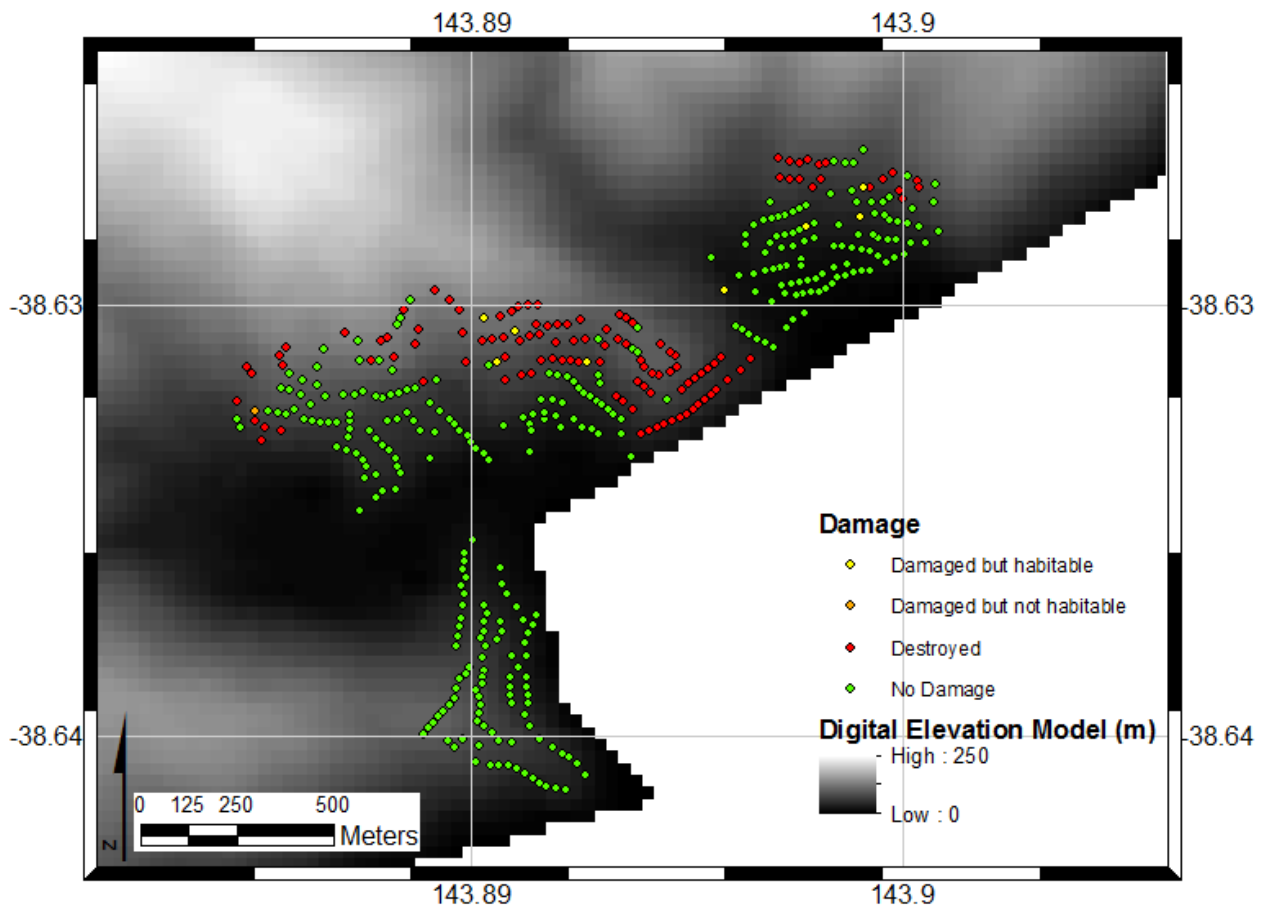 143.89 143.9
-38.63 -38.63
Damage
Damaged but habitable
Damaged but not habitable
Destroyed
No Damage
-38.64 -38.64
Digital Elevation Model (m)
High : 250
Low : 0
0 125 250 500
Meters
N
143.89 143.9